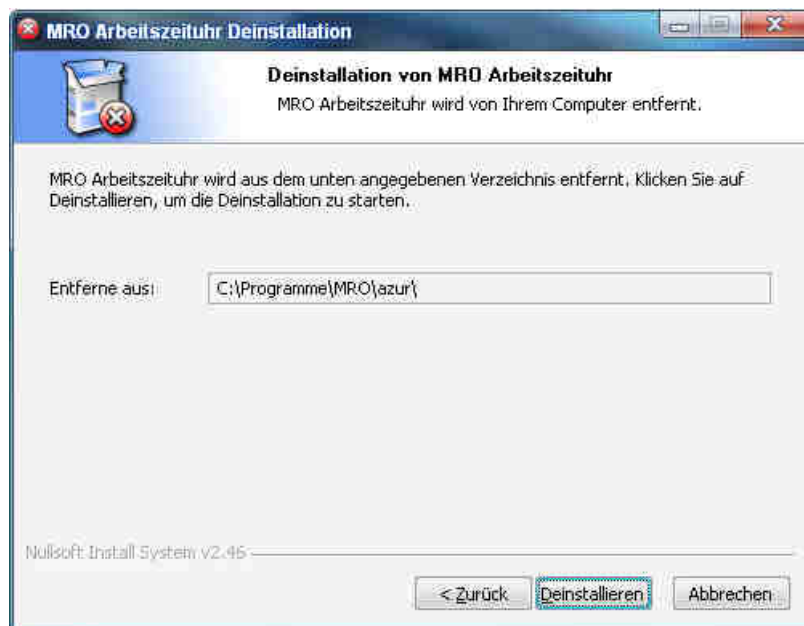 MRO Arbeitszeituhr Deinstallation
Deinstallation von MRO Arbeitszeituhr
MRO Arbeitszeituhr wird von Ihrem Computer entfernt.
MRO Arbeitszeituhr wird aus dem unten angegebenen Verzeichnis entfernt. Klicken Sie auf
Deinstallieren, um die Deinstallation zu starten.
Entferne aus: C:\Programme\MRO\azur\
Nullsoft Install System v2.46
< Zurück Deinstallieren Abbrechen